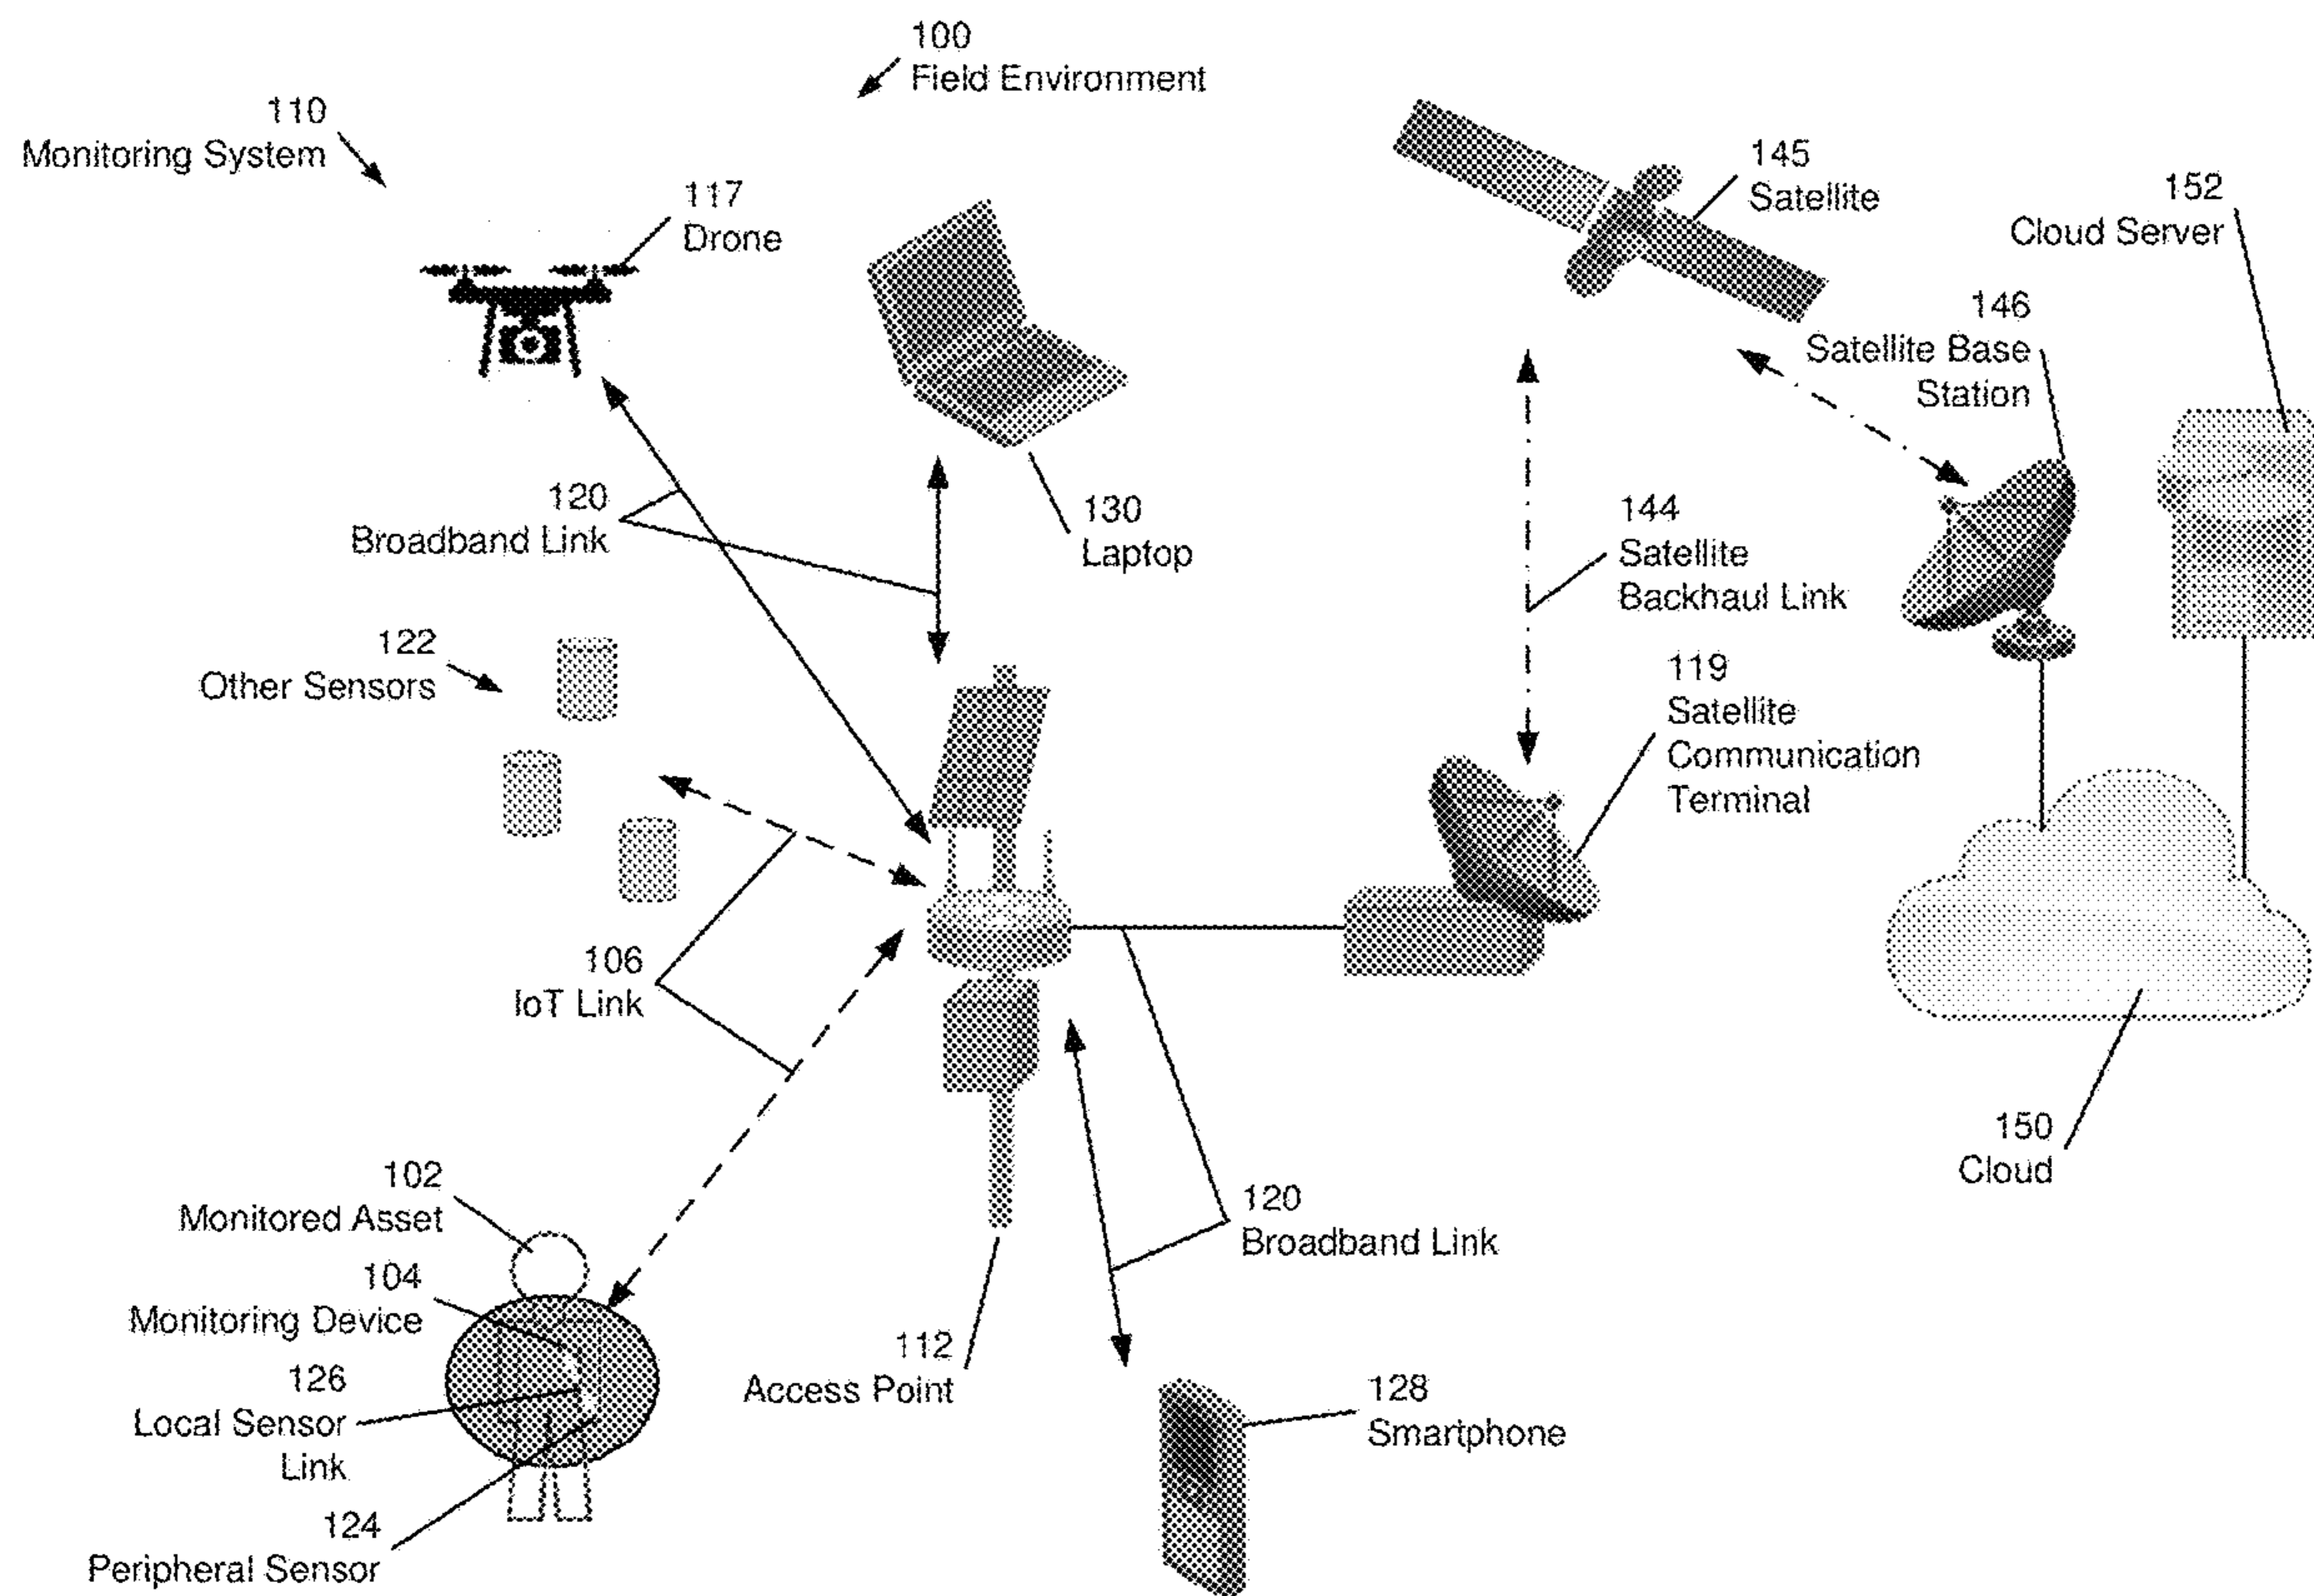 100
Field Environment
110
Monitoring System
117
Drone
145
Satellite
152
Cloud Server
146
Satellite Base
Station
120
Broadband Link
130
Laptop
144
Satellite
Backhaul Link
122
Other Sensors
119
Satellite
Communication
Terminal
106
IoT Link
102
Monitored Asset
104
Monitoring Device
126
Local Sensor
Link
124
Peripheral Sensor
112
Access Point
120
Broadband Link
128
Smartphone
150
Cloud